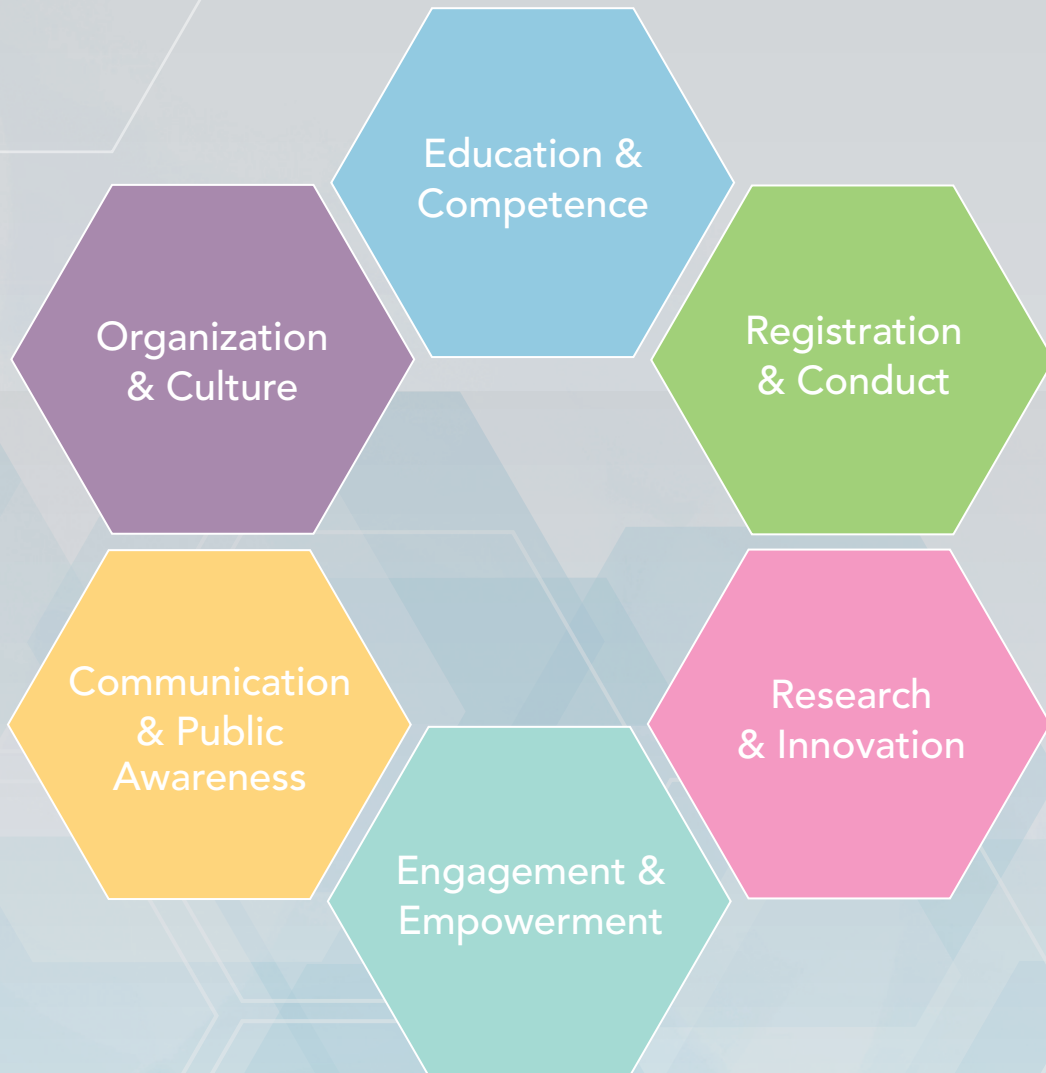 Education &
Competence
Organization
& Culture
Registration
& Conduct
Communication
& Public
Awareness
Research
& Innovation
Engagement &
Empowerment